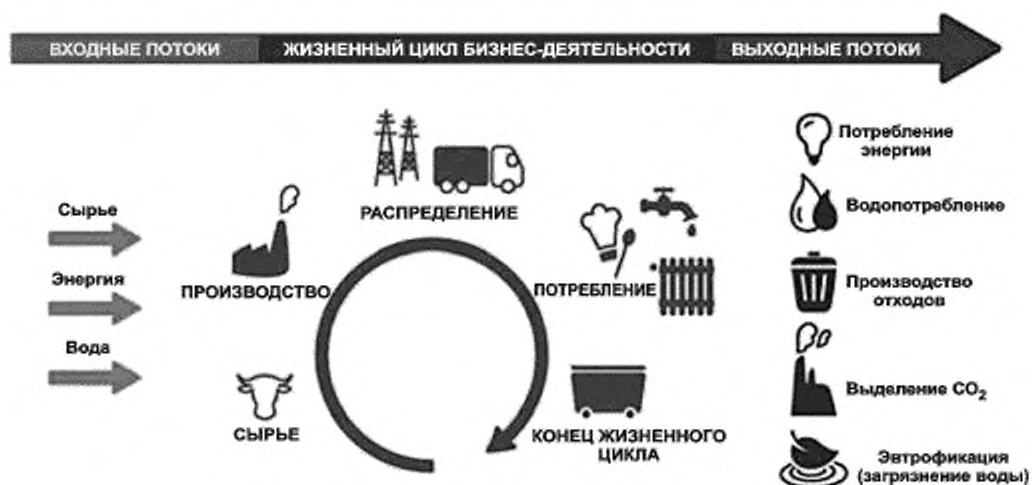 ВХОДНЫЕ ПОТОКИ
ЖИЗНЕННЫЙ ЦИКЛ БИЗНЕС-ДЕЯТЕЛЬНОСТИ
ВЫХОДНЫЕ ПОТОКИ
Сырье
Энергия
Вода
РАСПРЕДЕЛЕНИЕ
ПРОИЗВОДСТВО
ПОТРЕБЛЕНИЕ
СЫРЬЕ
КОНЕЦ ЖИЗНЕННОГО
ЦИКЛА
Потребление
энергии
Водопотребление
Производство
отходов
Выделение CO₂
Эвтрофикация
(загрязнение воды)